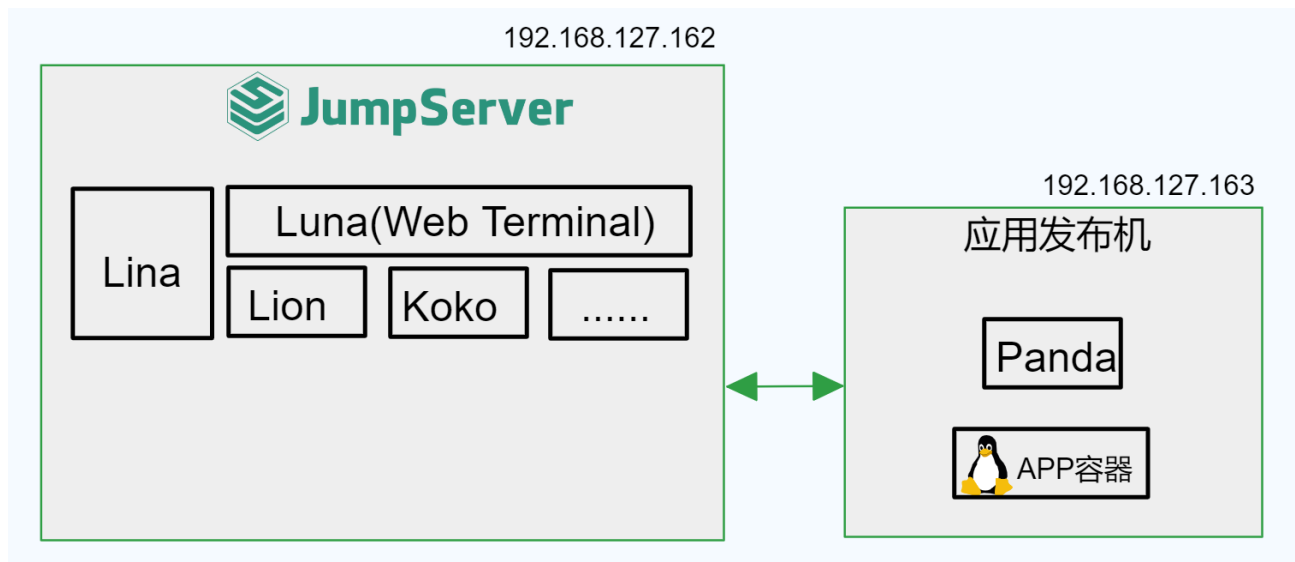 192.168.127.162
JumpServer
Lina
Luna(Web Terminal)
Lion
Koko
......
192.168.127.163
应用发布机
Panda
APP容器